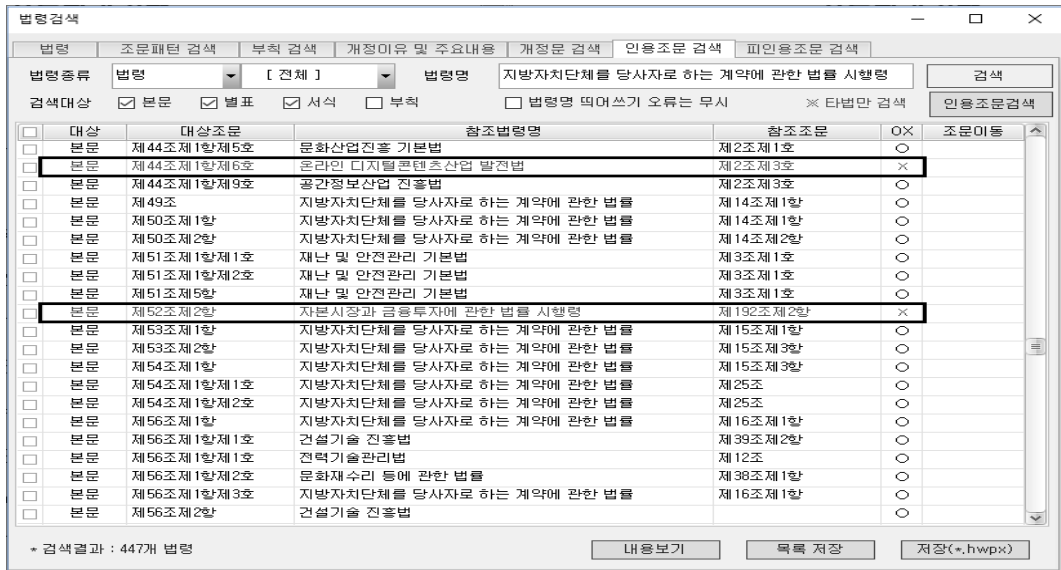 법령검색
법령 조문패턴 검색 부칙 검색 개정이유 및 주요내용 개정문 검색 인용조문 검색 피인용조문 검색
법령종류 법령 [ 전체 ] 법령명 지방자치단체를 당사자로 하는 계약에 관한 법률 시행령 검색
검색대상 본문 별표 서식 부칙 법령명 띄어쓰기 오류는 무시 ※ 타법만 검색 인용조문검색
대상 대상조문 참조법령명 참조조문 OX 조문이동
본문 제44조제1항제5호 문화산업진흥 기본법 제2조제1호 ○
본문 제44조제1항제6호 온라인 디지털콘텐츠산업 발전법 제2조제3호 ×
본문 제44조제1항제9호 공간정보산업 진흥법 제2조제3호 ○
본문 제49조 지방자치단체를 당사자로 하는 계약에 관한 법률 제14조제1항 ○
본문 제50조제1항 지방자치단체를 당사자로 하는 계약에 관한 법률 제14조제1항 ○
본문 제50조제2항 지방자치단체를 당사자로 하는 계약에 관한 법률 제14조제2항 ○
본문 제51조제1항제1호 재난 및 안전관리 기본법 제3조제1호 ○
본문 제51조제1항제2호 재난 및 안전관리 기본법 제3조제1호 ○
본문 제51조제5항 재난 및 안전관리 기본법 제3조제1호 ○
본문 제52조제2항 자본시장과 금융투자에 관한 법률 시행령 제192조제2항 ×
본문 제53조제1항 지방자치단체를 당사자로 하는 계약에 관한 법률 제15조제1항 ○
본문 제53조제2항 지방자치단체를 당사자로 하는 계약에 관한 법률 제15조제3항 ○
본문 제54조제1항 지방자치단체를 당사자로 하는 계약에 관한 법률 제15조제3항 ○
본문 제54조제1항제1호 지방자치단체를 당사자로 하는 계약에 관한 법률 제25조 ○
본문 제54조제1항제2호 지방자치단체를 당사자로 하는 계약에 관한 법률 제25조 ○
본문 제56조제1항 지방자치단체를 당사자로 하는 계약에 관한 법률 제16조제1항 ○
본문 제56조제1항제1호 건설기술 진흥법 제39조제2항 ○
본문 제56조제1항제1호 전력기술관리법 제12조 ○
본문 제56조제1항제2호 문화재수리 등에 관한 법률 제38조제1항 ○
본문 제56조제1항제3호 지방자치단체를 당사자로 하는 계약에 관한 법률 제16조제1항 ○
본문 제56조제2항 건설기술 진흥법 ○
* 검색결과 : 447개 법령 내용보기 목록 저장 저장(*.hwpx)